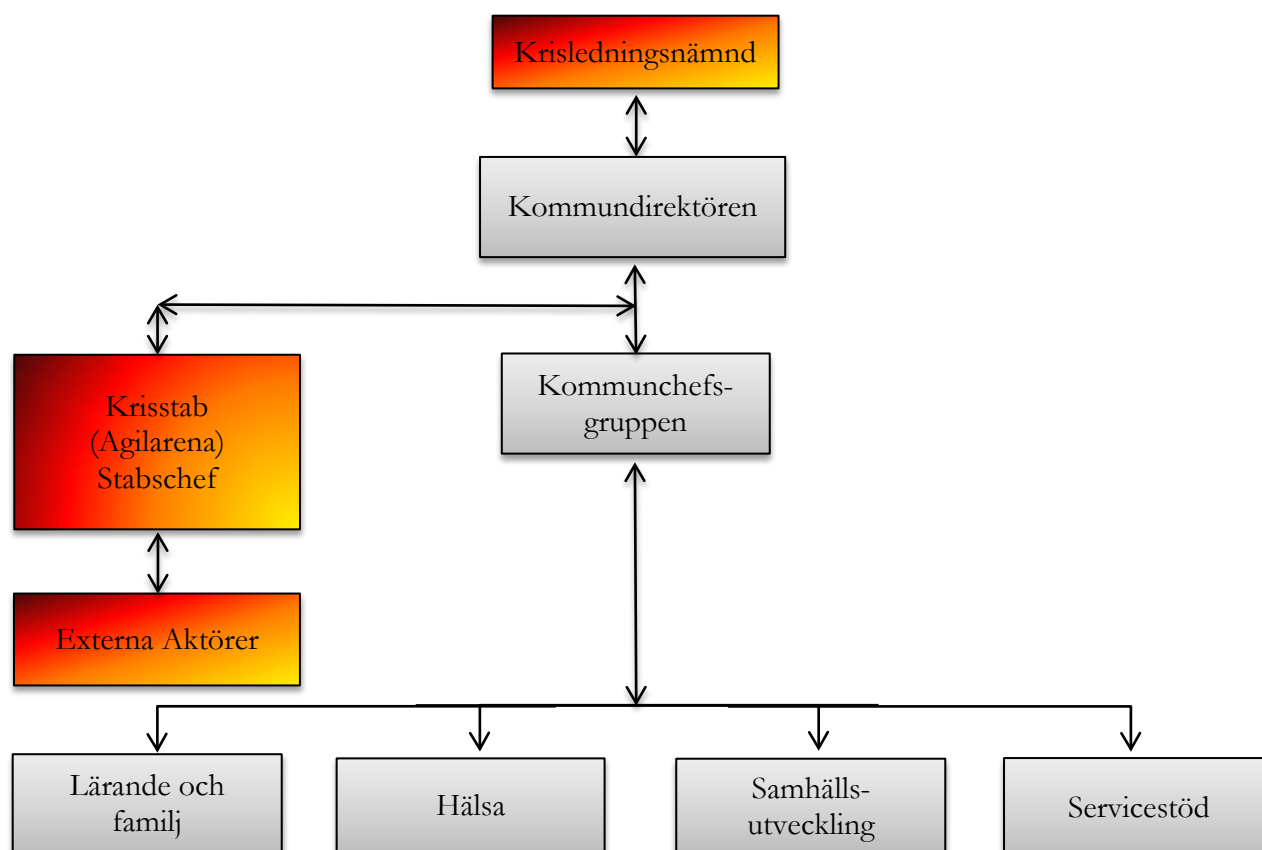 Krisledningsnämnd
Kommundirektören
Krisstab
(Agilarena)
Stabschef
Kommunchefs-
gruppen
Externa Aktörer
Lärande och
familj
Hälsa
Samhälls-
utveckling
Servicestöd